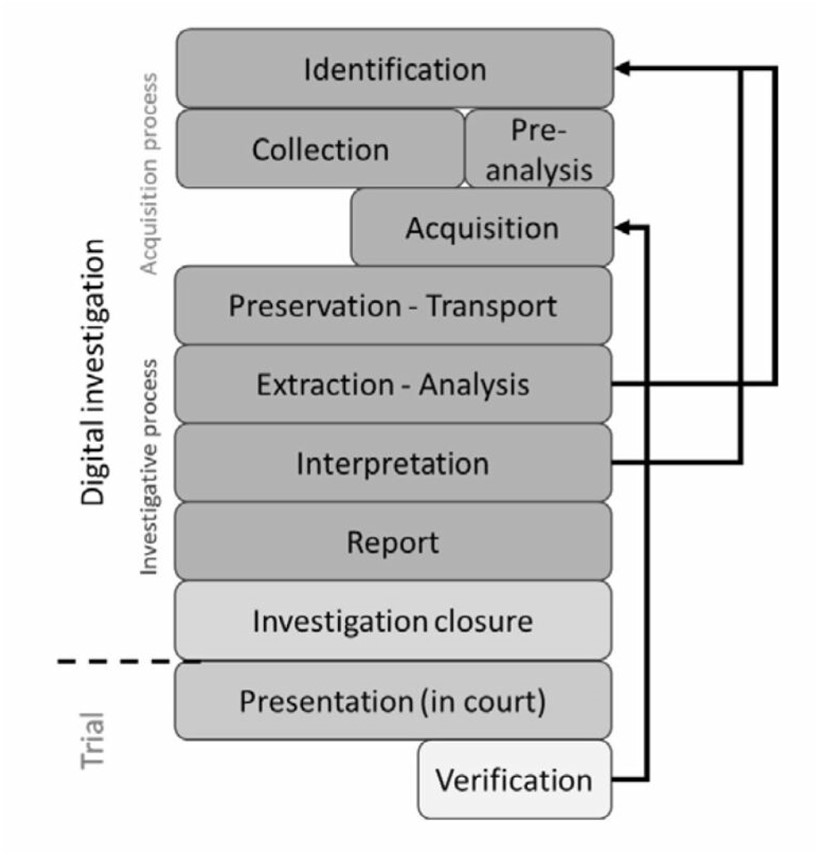 Identification
Collection
Pre-
analysis
Acquisition
Preservation - Transport
Extraction - Analysis
Interpretation
Report
Investigation closure
Presentation (in court)
Verification
Digital investigation
Acquisition process
Investigative process
Trial